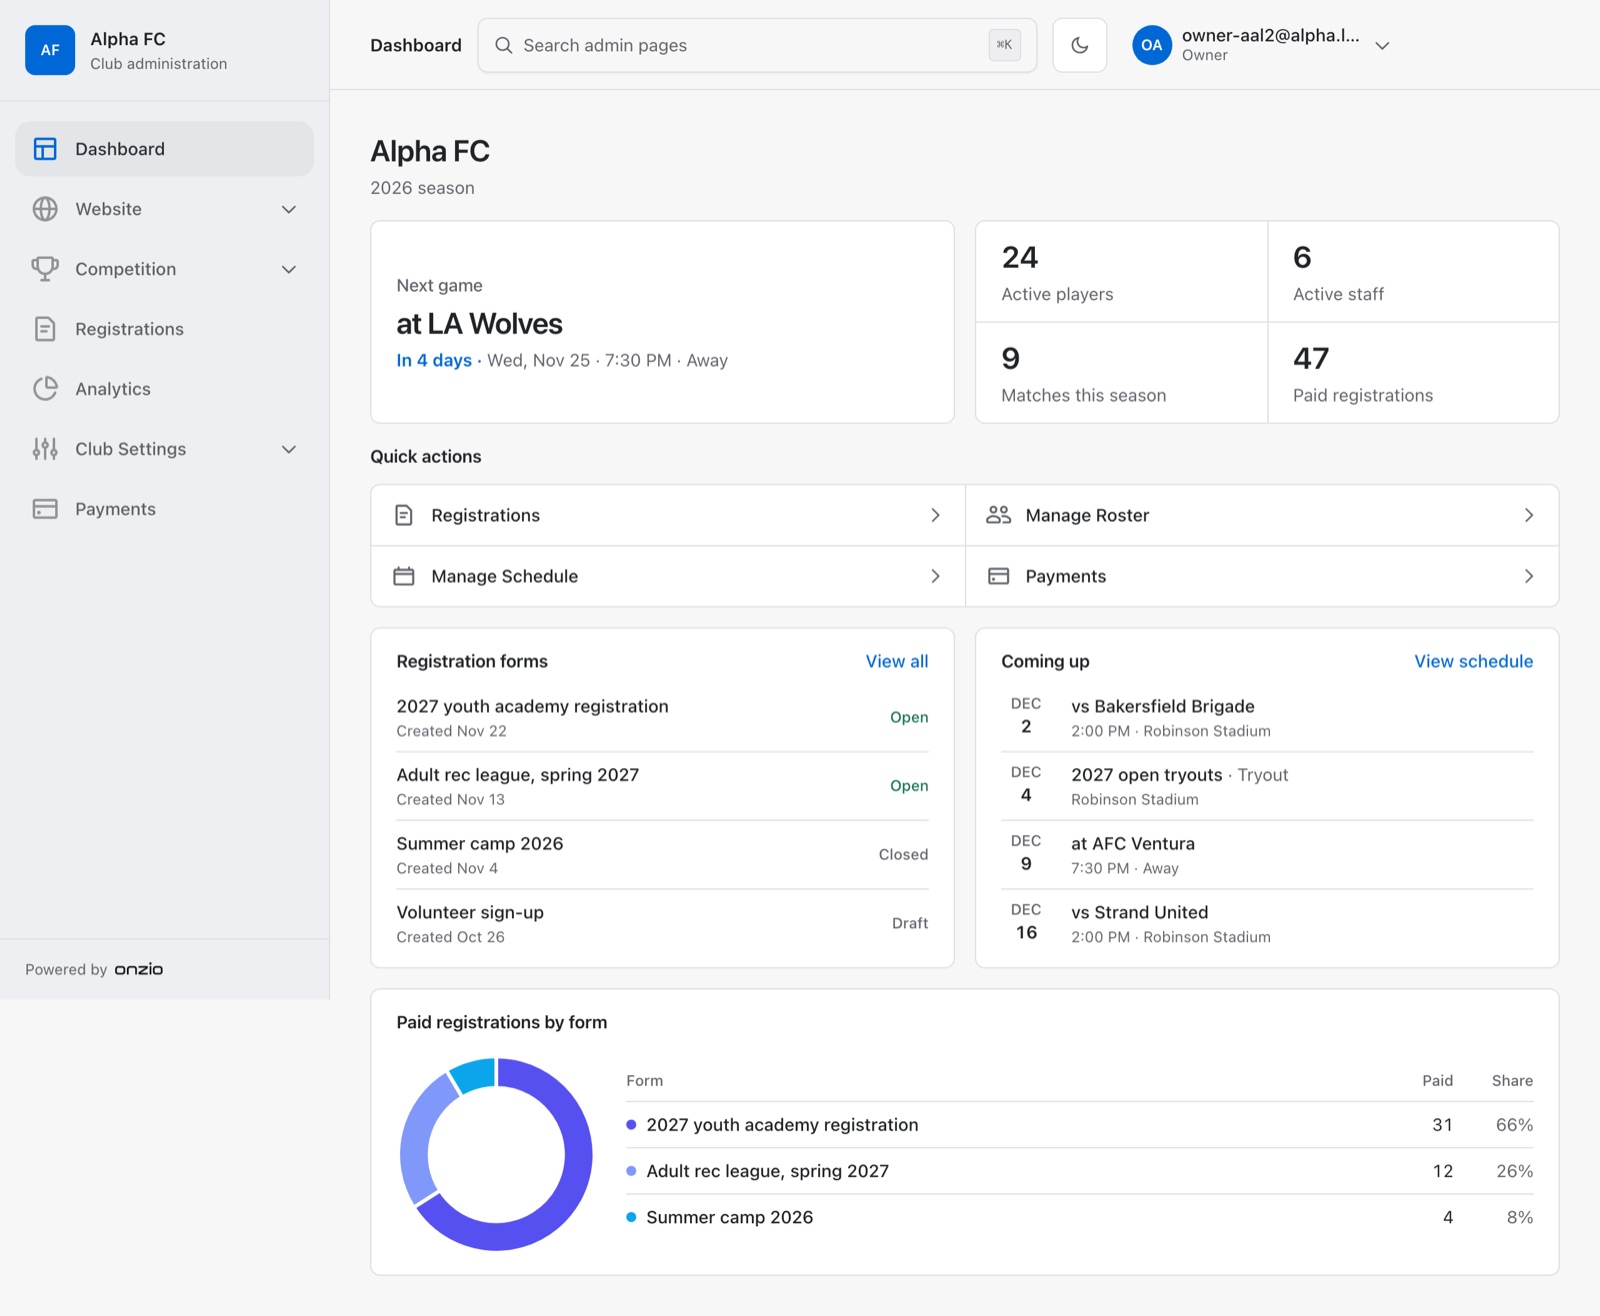 AF
Alpha FC
Club administration
Dashboard
Website
Competition
Registrations
Analytics
Club Settings
Payments
Powered by onzio
Dashboard
Search admin pages
⌘K
OA
owner-aal2@alpha.l...
Owner
Alpha FC
2026 season
Next game
at LA Wolves
In 4 days · Wed, Nov 25 · 7:30 PM · Away
24
Active players
6
Active staff
9
Matches this season
47
Paid registrations
Quick actions
Registrations
Manage Roster
Manage Schedule
Payments
Registration forms
View all
2027 youth academy registration
Created Nov 22
Open
Adult rec league, spring 2027
Created Nov 13
Open
Summer camp 2026
Created Nov 4
Closed
Volunteer sign-up
Created Oct 26
Draft
Coming up
View schedule
DEC
2
vs Bakersfield Brigade
2:00 PM · Robinson Stadium
DEC
4
2027 open tryouts · Tryout
Robinson Stadium
DEC
9
at AFC Ventura
7:30 PM · Away
DEC
16
vs Strand United
2:00 PM · Robinson Stadium
Paid registrations by form
Form Paid Share
2027 youth academy registration 31 66%
Adult rec league, spring 2027 12 26%
Summer camp 2026 4 8%